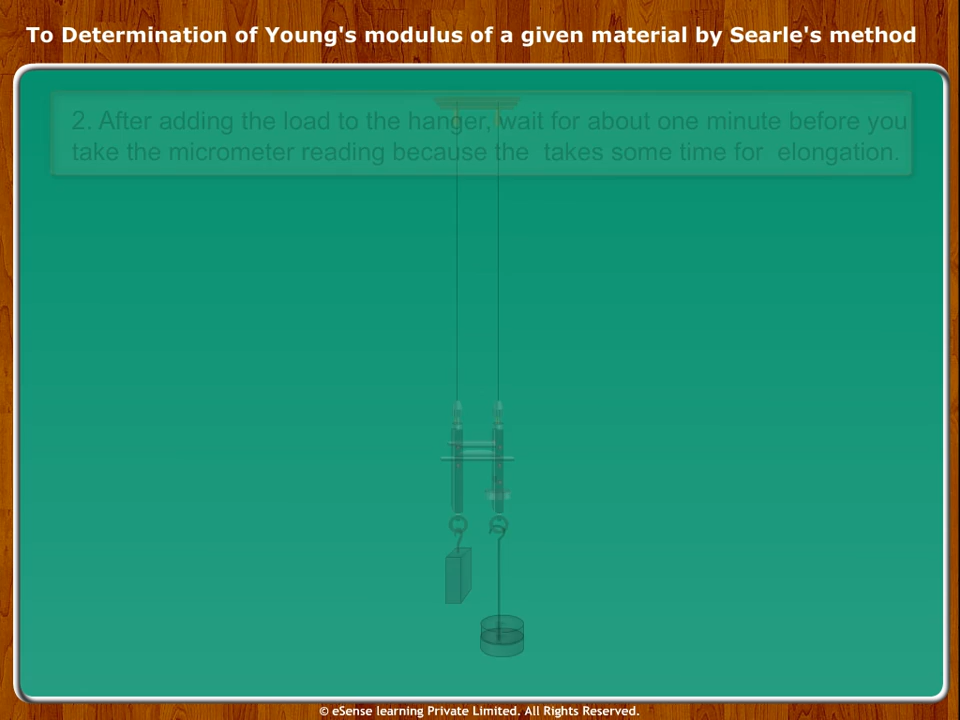 To Determination of Young's modulus of a given material by Searle's method
2. After adding the load to the hanger, wait for about one minute before you
take the micrometer reading because the takes some time for elongation.
© eSense learning Private Limited. All Rights Reserved.